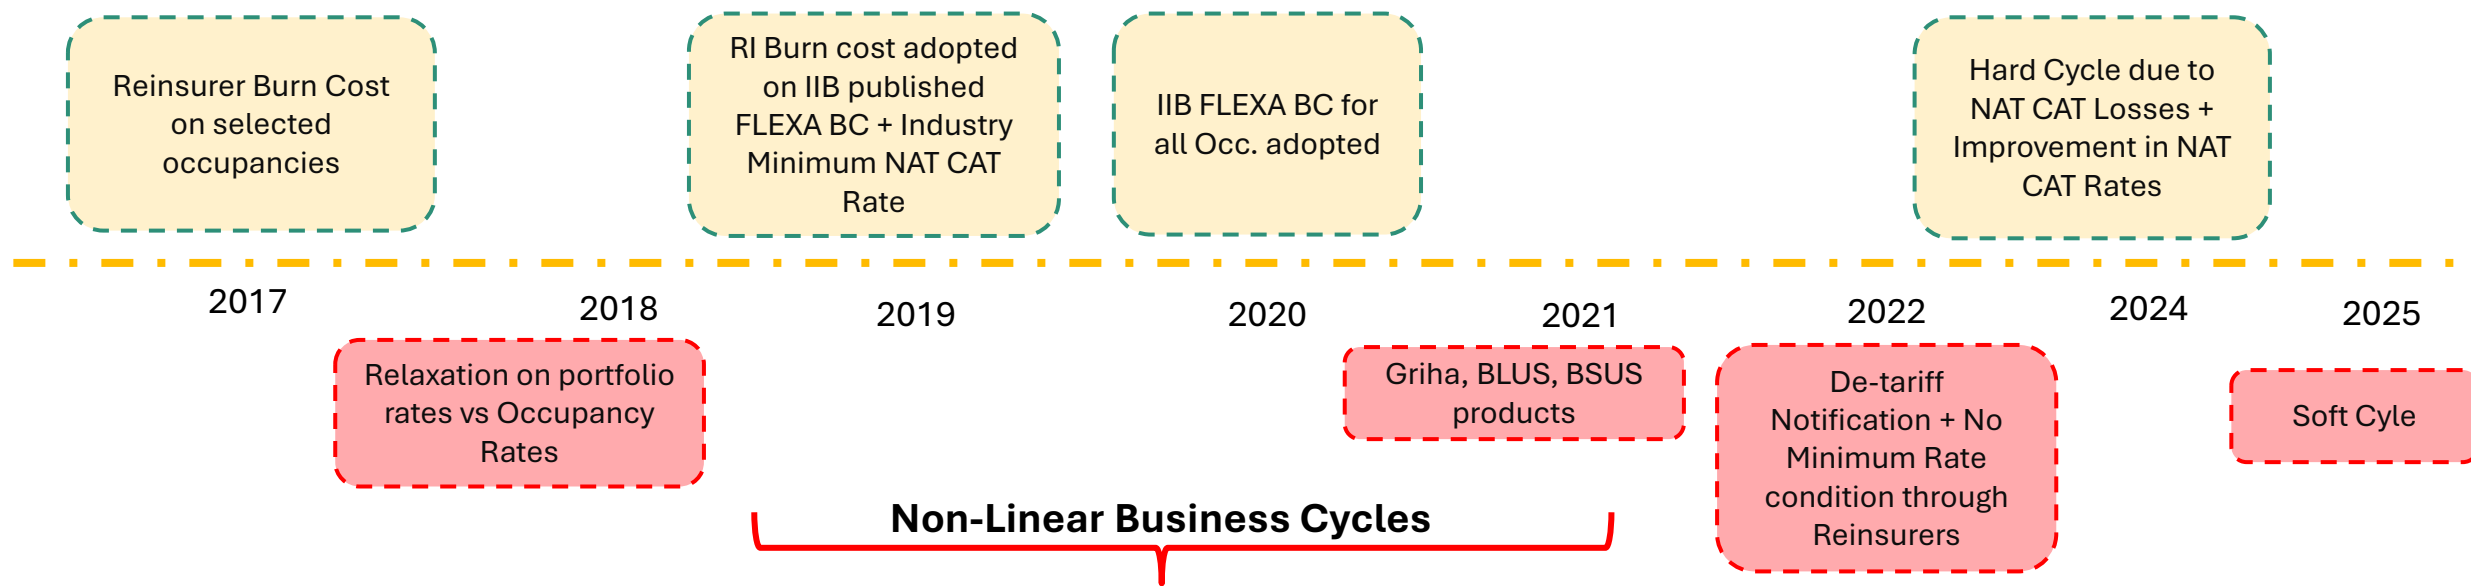 Reinsurer Burn Cost
on selected
occupancies
RI Burn cost adopted
on IIB published
FLEXA BC + Industry
Minimum NAT CAT
Rate
IIB FLEXA BC for
all Occ. adopted
Hard Cycle due to
NAT CAT Losses +
Improvement in NAT
CAT Rates
2017
2018
2019
2020
2021
2022
2024
2025
Relaxation on portfolio
rates vs Occupancy
Rates
Griha, BLUS, BSUS
products
De-tariff
Notification + No
Minimum Rate
condition through
Reinsurers
Soft Cyle
Non-Linear Business Cycles